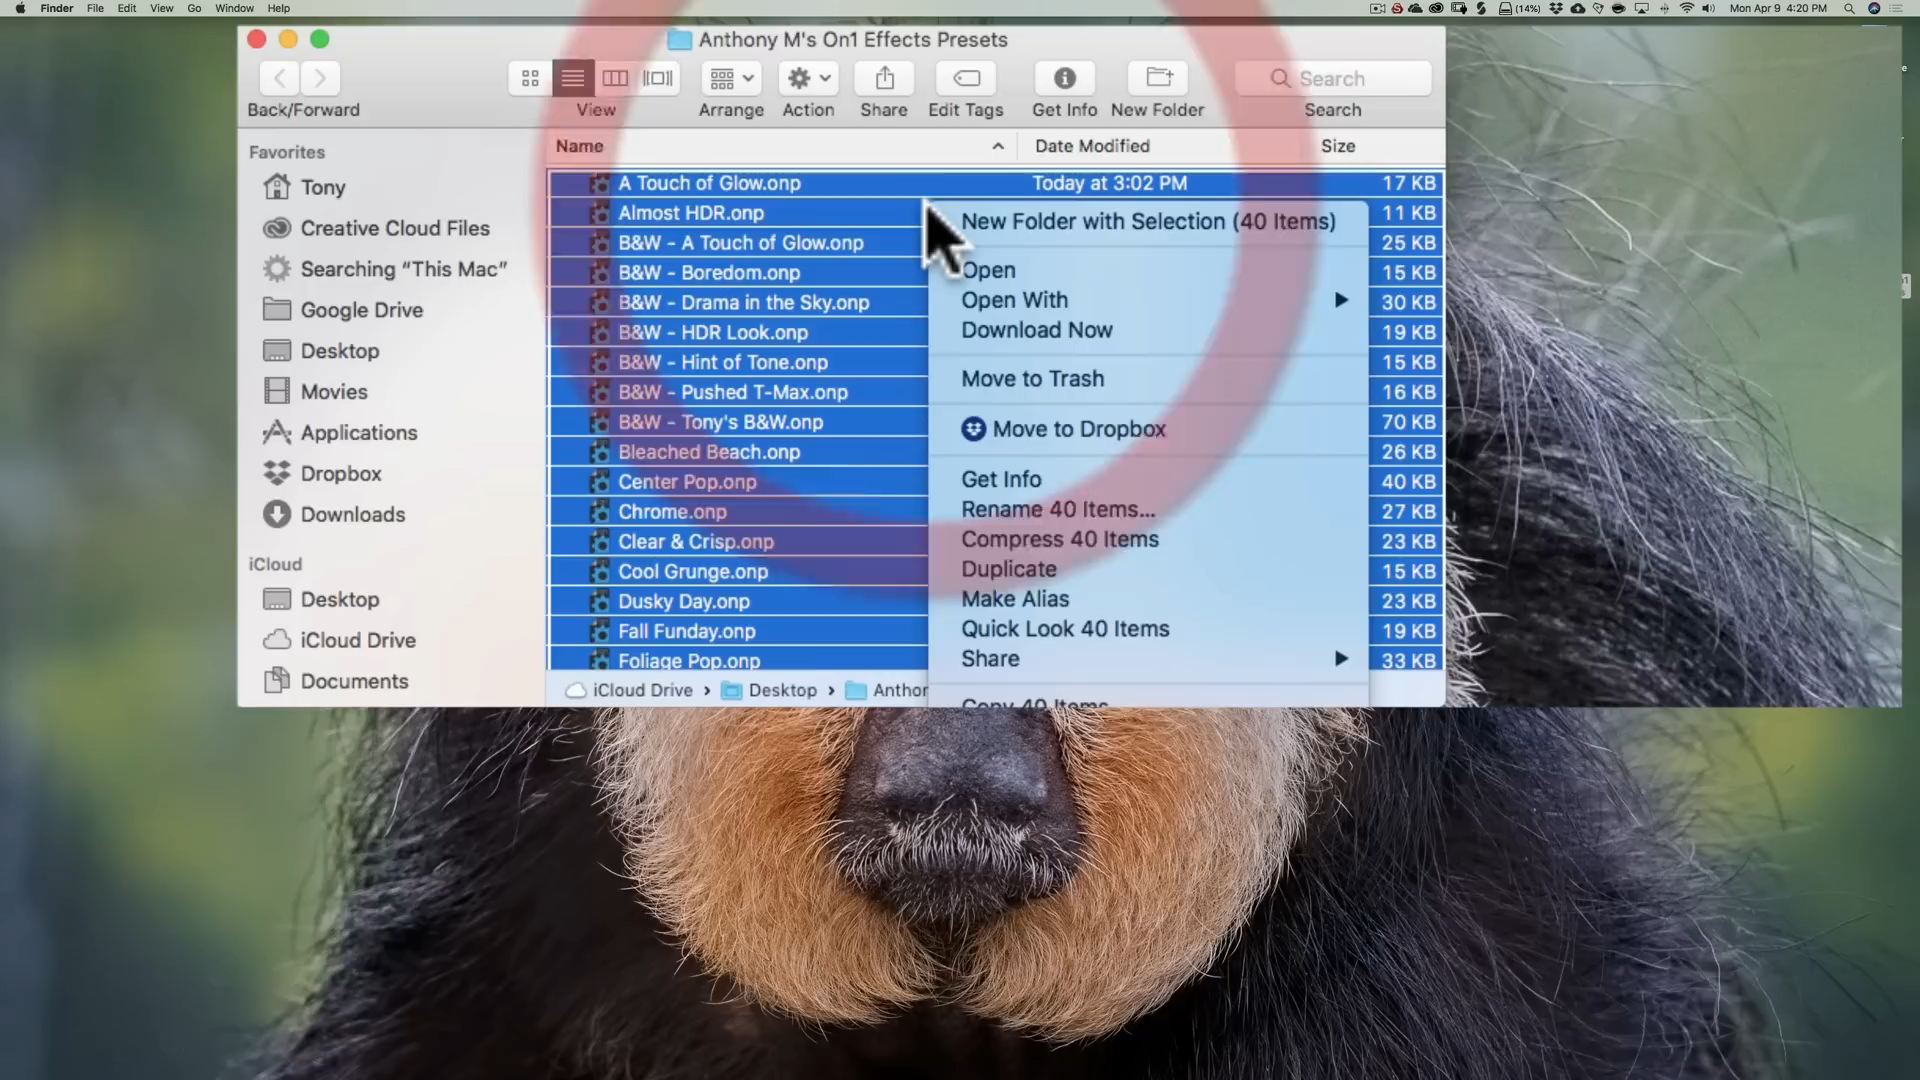 Finder File Edit View Go Window Help (14%) Mon Apr 9 4:20 PM
Anthony M's On1 Effects Presets
Search
Back/Forward View Arrange Action Share Edit Tags Get Info New Folder Search
Name Date Modified Size
Favorites
Tony
Creative Cloud Files
Searching “This Mac”
Google Drive
Desktop
Movies
Applications
Dropbox
Downloads
iCloud
Desktop
iCloud Drive
Documents
A Touch of Glow.onp Today at 3:02 PM 17 KB
Almost HDR.onp 11 KB
B&W - A Touch of Glow.onp 25 KB
B&W - Boredom.onp 15 KB
B&W - Drama in the Sky.onp 30 KB
B&W - HDR Look.onp 19 KB
B&W - Hint of Tone.onp 15 KB
B&W - Pushed T-Max.onp 16 KB
B&W - Tony's B&W.onp 70 KB
Bleached Beach.onp 26 KB
Center Pop.onp 40 KB
Chrome.onp 27 KB
Clear & Crisp.onp 23 KB
Cool Grunge.onp 15 KB
Dusky Day.onp 23 KB
Fall Funday.onp 19 KB
Foliage Pop.onp 33 KB
iCloud Drive › Desktop › Anthor
New Folder with Selection (40 Items)
Open
Open With
Download Now
Move to Trash
Move to Dropbox
Get Info
Rename 40 Items...
Compress 40 Items
Duplicate
Make Alias
Quick Look 40 Items
Share
Copy 40 Items